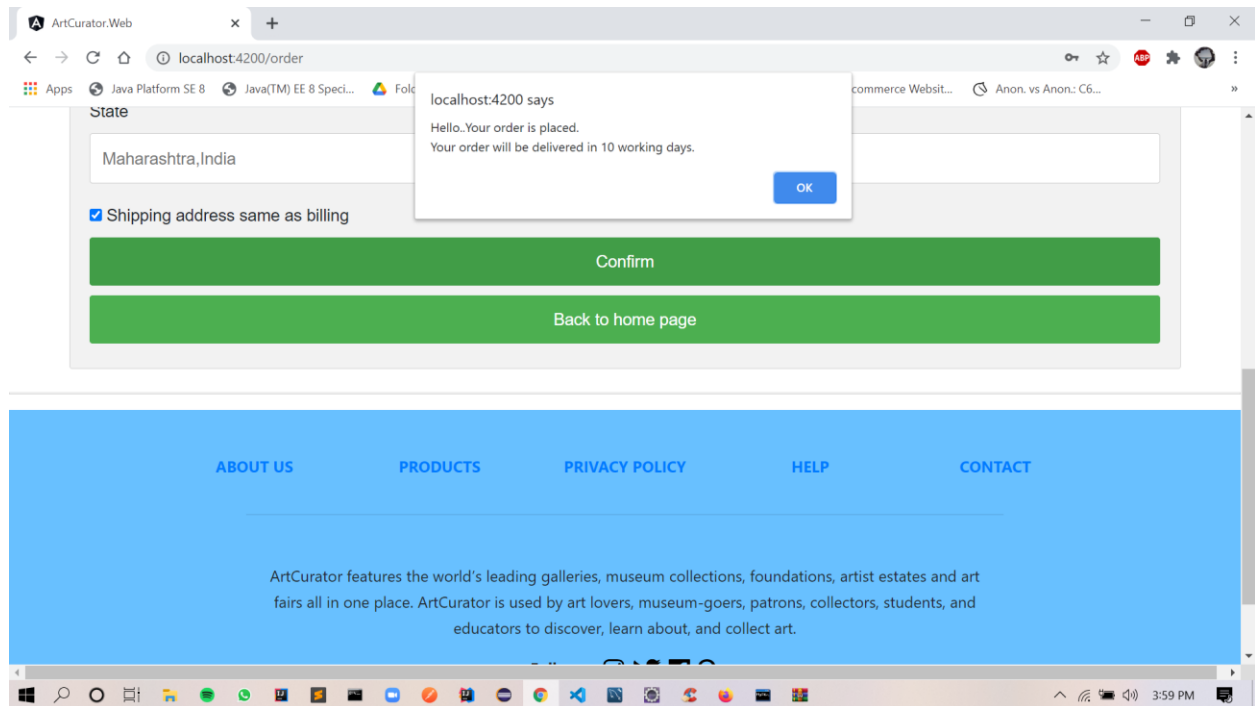 ArtCurator.Web
localhost:4200/order
ABP
Apps Java Platform SE 8 Java(TM) EE 8 Speci... Folc commerce Websit... Anon. vs Anon.: C6... »
localhost:4200 says
Hello..Your order is placed.
Your order will be delivered in 10 working days.
OK
State
Maharashtra,India
Shipping address same as billing
Confirm
Back to home page
ABOUT US PRODUCTS PRIVACY POLICY HELP CONTACT
ArtCurator features the world's leading galleries, museum collections, foundations, artist estates and art
fairs all in one place. ArtCurator is used by art lovers, museum-goers, patrons, collectors, students, and
educators to discover, learn about, and collect art.
3:59 PM